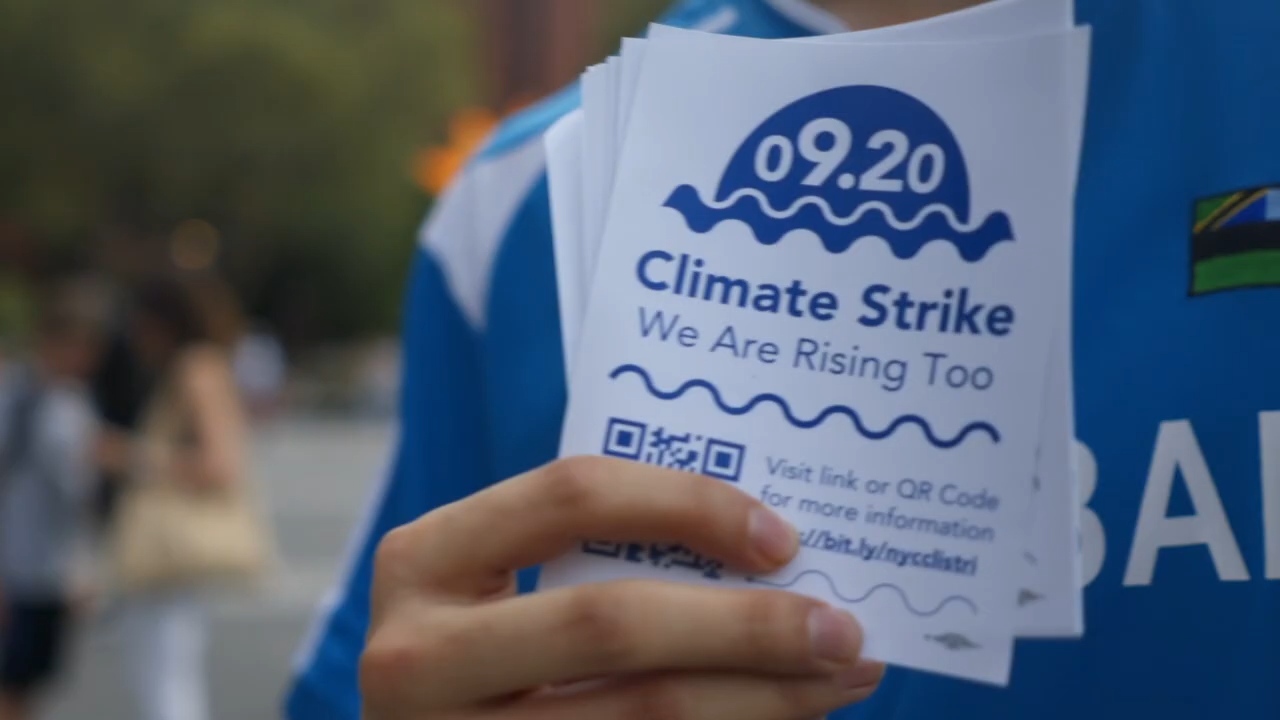 09.20
Climate Strike
We Are Rising Too
Visit link or QR Code
for more information
://bit.ly/nycclistri
BA